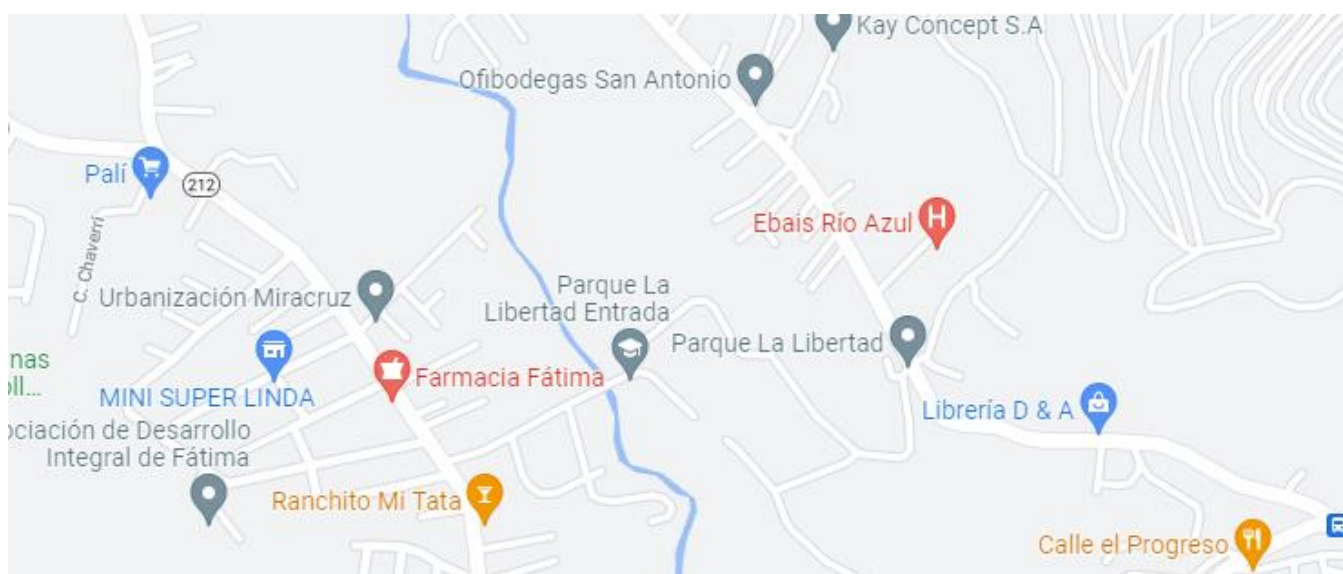 Kay Concept S.A
Ofibodegas San Antonio
Palí
212
C. Chaverri
Ebais Río Azul
Urbanización Miracruz
Parque La
Libertad Entrada
Parque La Libertad
nas
oll...
MINI SUPER LINDA
Farmacia Fátima
Librería D & A
ociación de Desarrollo
Integral de Fátima
Ranchito Mi Tata
Calle el Progreso
H